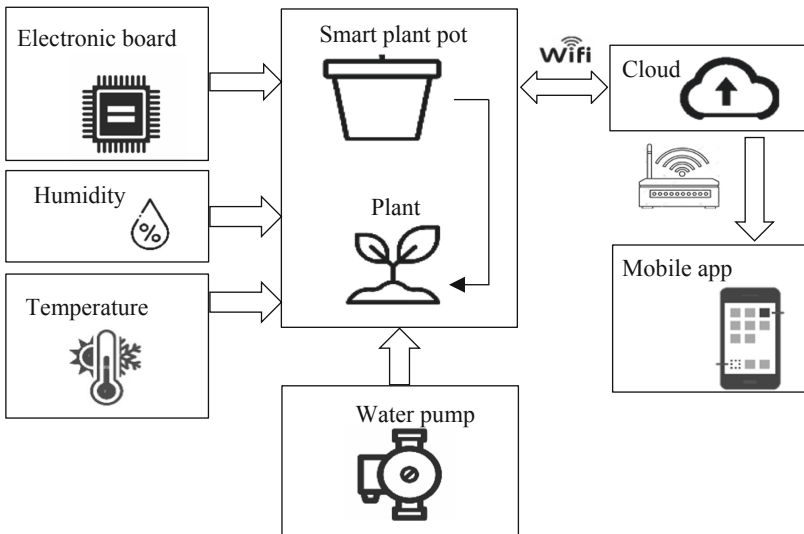 Electronic board
Smart plant pot
Wifi
Cloud
Humidity
%
Plant
Temperature
Mobile app
Water pump